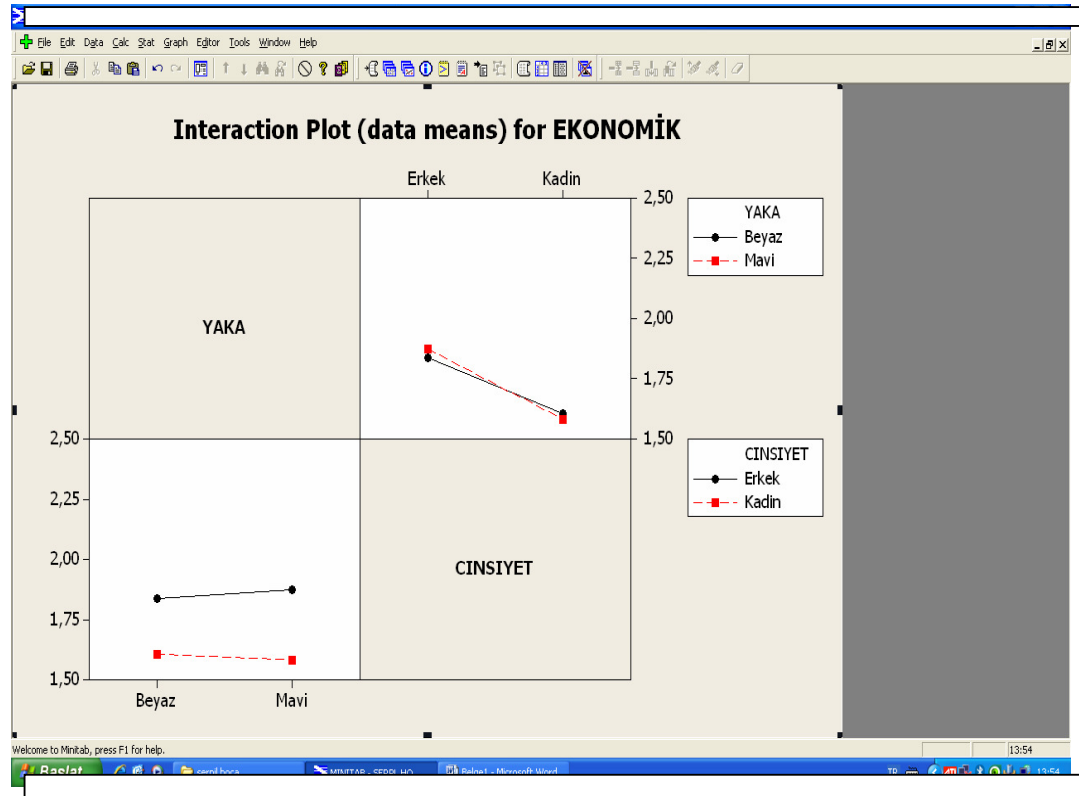 File Edit Data Calc Stat Graph Editor Tools Window Help
Interaction Plot (data means) for EKONOMİK
Erkek Kadin
2,50
2,25
2,00
1,75
1,50
YAKA
Beyaz
Mavi
YAKA
2,50
2,25
2,00
1,75
1,50
CINSIYET
Erkek
Kadin
CINSIYET
Beyaz Mavi
Welcome to Minitab, press F1 for help.
13:54
Başlat
serpil hoca
MINITAB - SERPİL HO
Belge1 - Microsoft Word
TR
13:54